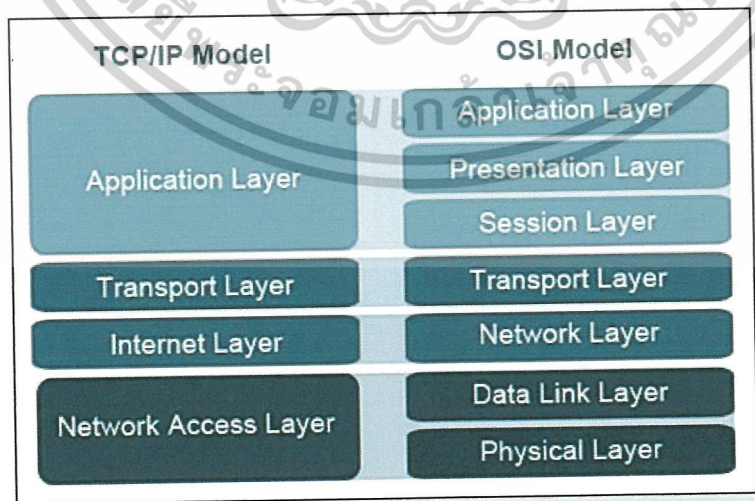 TCP/IP Model
OSI Model
Application Layer
Application Layer
Presentation Layer
Session Layer
Transport Layer
Transport Layer
Internet Layer
Network Layer
Network Access Layer
Data Link Layer
Physical Layer